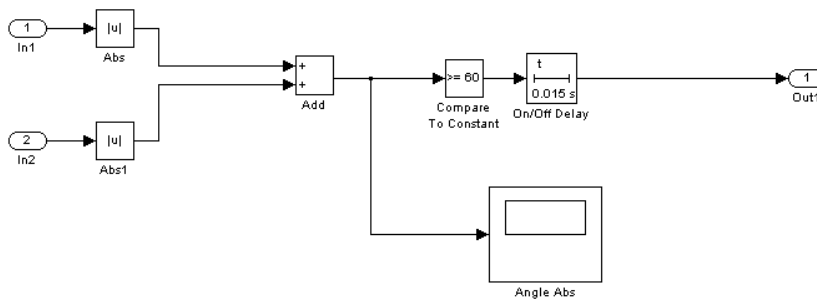 1
In1
|u|
Abs
2
In2
|u|
Abs1
+
+
Add
>= 60
Compare
To Constant
t
0.015 s
On/Off Delay
1
Out1
Angle Abs